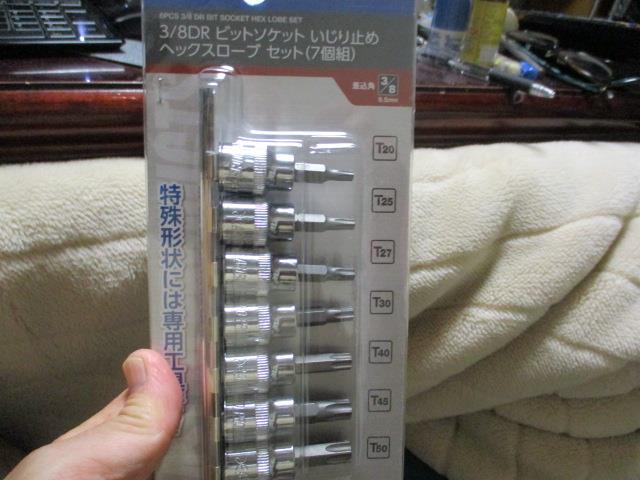 6PCS 3/8 DR BIT SOCKET HEX LOBE SET
3/8DR ビットソケット いじり止め
ヘックスローブ セット(7個組)
差込角 3/8
9.5mm
特殊形状には専用工具
T20
T25
T27
T30
T40
T45
T50